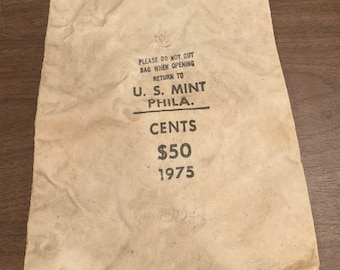 PLEASE DO NOT CUT
BAG WHEN OPENING
RETURN TO
U. S. MINT
PHILA.
CENTS
$50
1975